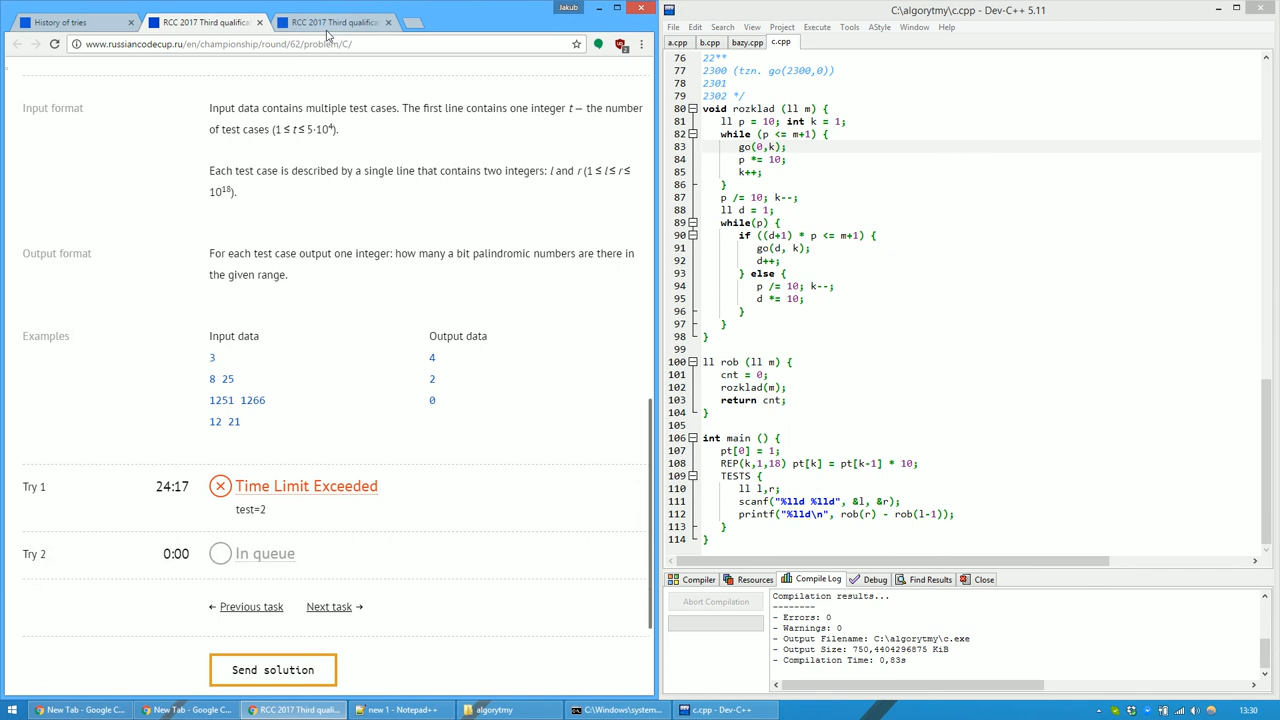 Jakub
History of tries
RCC 2017 Third qualifica
RCC 2017 Third qualifica
www.russiancodecup.ru/en/championship/round/62/problem/C/
Input format
Input data contains multiple test cases. The first line contains one integer t — the number
of test cases (1 ≤ t ≤ 5·10⁴).
Each test case is described by a single line that contains two integers: l and r (1 ≤ l ≤ r ≤
10¹⁸).
Output format
For each test case output one integer: how many a bit palindromic numbers are there in
the given range.
Examples
Input data Output data
3 4
8 25 2
1251 1266 0
12 21
Try 1 24:17 Time Limit Exceeded
test=2
Try 2 0:00 In queue
← Previous task Next task →
Send solution
C:\algorytmy\c.cpp - Dev-C++ 5.11
File Edit Search View Project Execute Tools AStyle Window Help
a.cpp b.cpp bazy.cpp c.cpp
76 22**
77 2300 (tzn. go(2300,0))
78 2301
79 2302 */
80 void rozklad (ll m) {
81 ll p = 10; int k = 1;
82 while (p <= m+1) {
83 go(0,k);
84 p *= 10;
85 k++;
86 }
87 p /= 10; k--;
88 ll d = 1;
89 while(p) {
90 if ((d+1) * p <= m+1) {
91 go(d, k);
92 d++;
93 } else {
94 p /= 10; k--;
95 d *= 10;
96 }
97 }
98 }
99
100 ll rob (ll m) {
101 cnt = 0;
102 rozklad(m);
103 return cnt;
104 }
105
106 int main () {
107 pt[0] = 1;
108 REP(k,1,18) pt[k] = pt[k-1] * 10;
109 TESTS {
110 ll l,r;
111 scanf("%lld %lld", &l, &r);
112 printf("%lld\n", rob(r) - rob(l-1));
113 }
114 }
Compiler Resources Compile Log Debug Find Results Close
Abort Compilation
Compilation results...
--------
- Errors: 0
- Warnings: 0
- Output Filename: C:\algorytmy\c.exe
- Output Size: 750,4404296875 KiB
- Compilation Time: 0,83s
New Tab - Google C... New Tab - Google C... RCC 2017 Third quali... new 1 - Notepad++ algorytmy C:\Windows\system... c.cpp - Dev-C++ 13:30